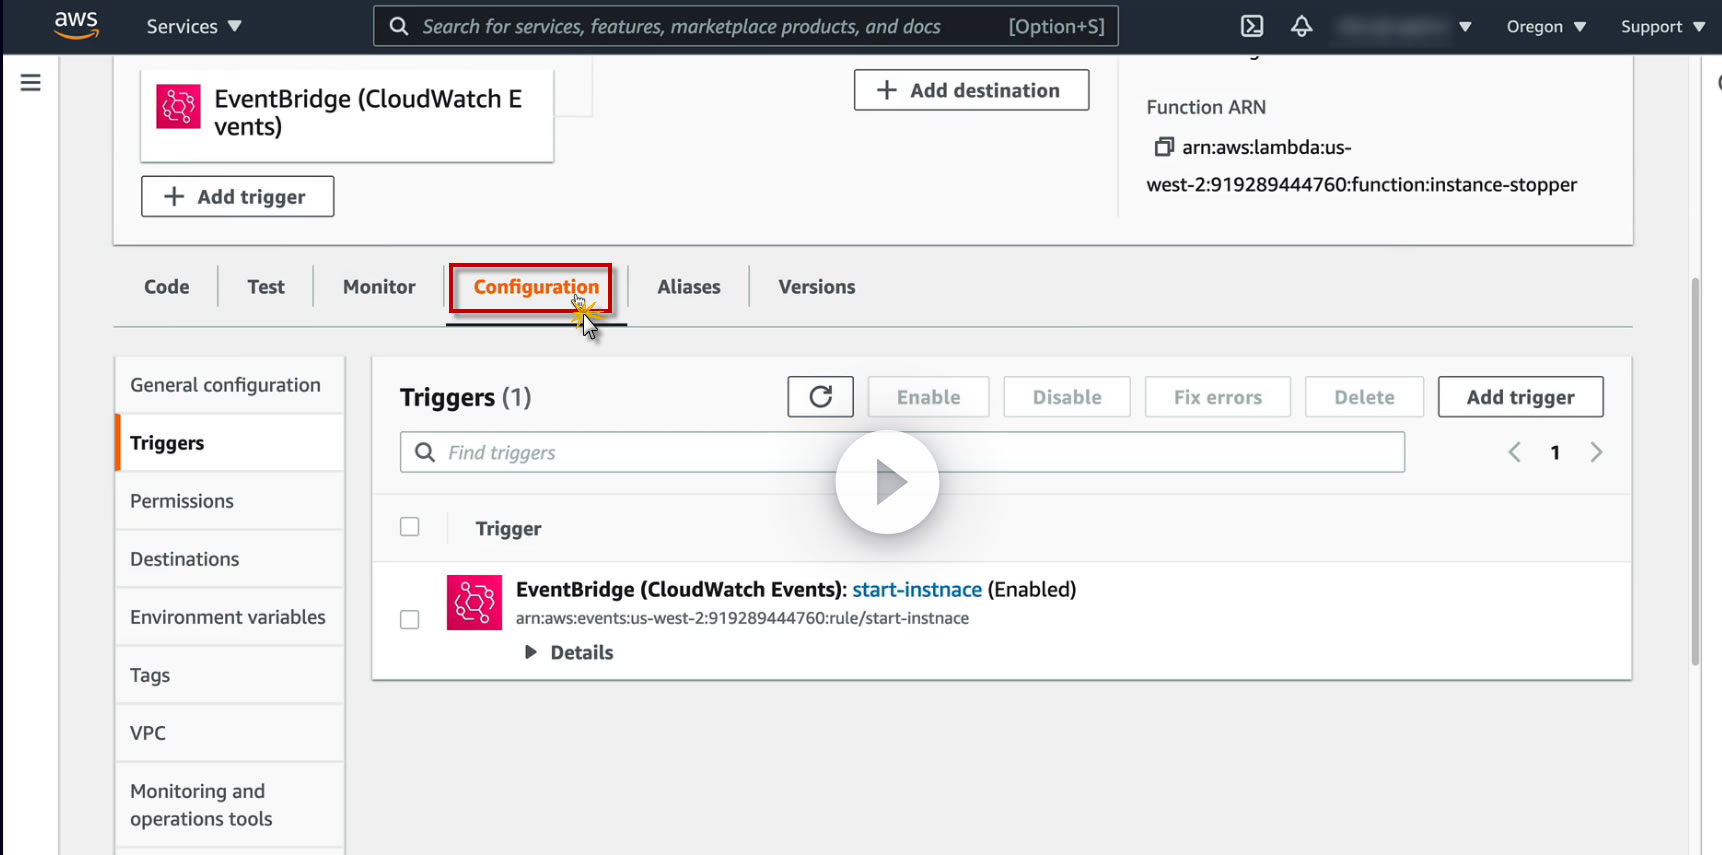 aws
Services
Search for services, features, marketplace products, and docs
[Option+S]
Oregon
Support
EventBridge (CloudWatch E
vents)
Add destination
Function ARN
arn:aws:lambda:us-
west-2:919289444760:function:instance-stopper
Add trigger
Code
Test
Monitor
Configuration
Aliases
Versions
General configuration
Triggers
Permissions
Destinations
Environment variables
Tags
VPC
Monitoring and
operations tools
Triggers (1)
Enable
Disable
Fix errors
Delete
Add trigger
Find triggers
1
Trigger
EventBridge (CloudWatch Events): start-instnace (Enabled)
arn:aws:events:us-west-2:919289444760:rule/start-instnace
Details